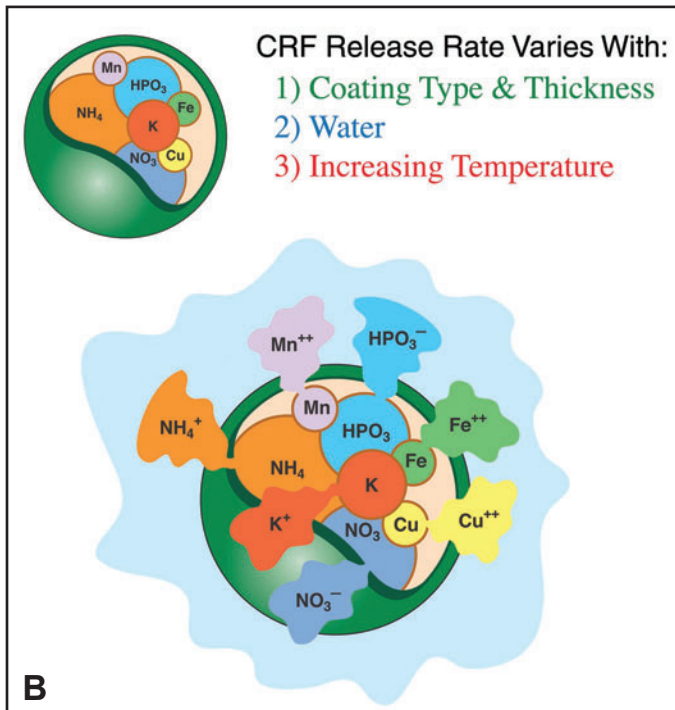 CRF Release Rate Varies With:
1) Coating Type & Thickness
2) Water
3) Increasing Temperature
Mn
HPO₃
NH₄
Fe
K
NO₃
Cu
Mn⁺⁺
HPO₃⁻
NH₄⁺
Fe⁺⁺
Mn
HPO₃
NH₄
Fe
K
K⁺
NO₃
Cu
Cu⁺⁺
NO₃⁻
B